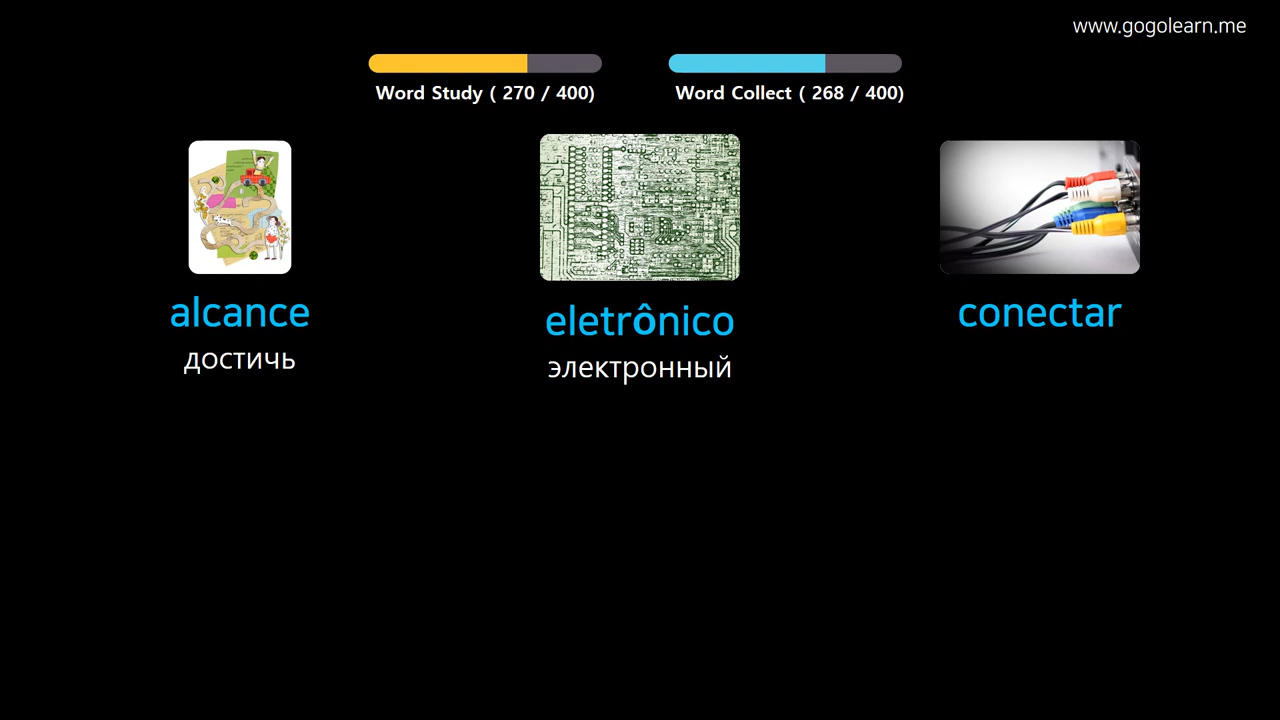 www.gogolearn.me
Word Study ( 270 / 400)
Word Collect ( 268 / 400)
alcance
достичь
eletrônico
электронный
conectar